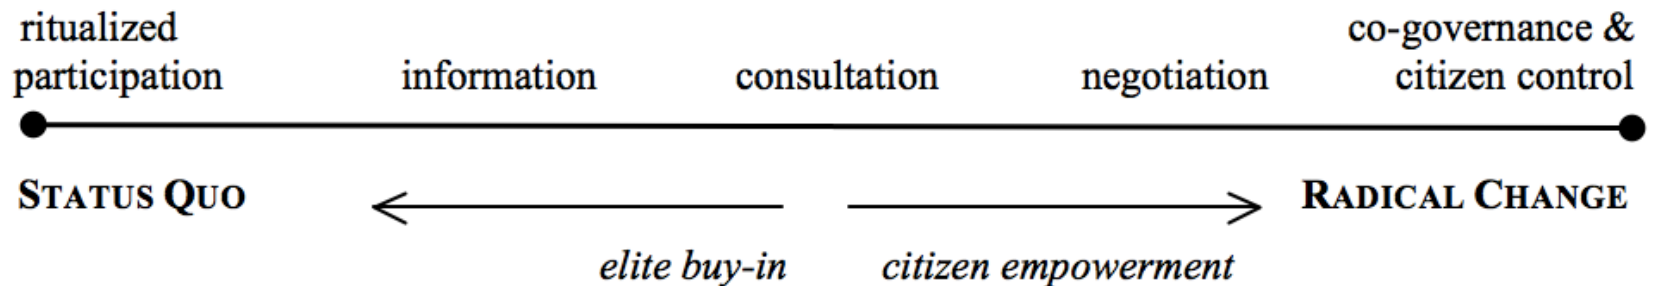 ritualized
participation
information
consultation
negotiation
co-governance &
citizen control
STATUS QUO
RADICAL CHANGE
elite buy-in
citizen empowerment